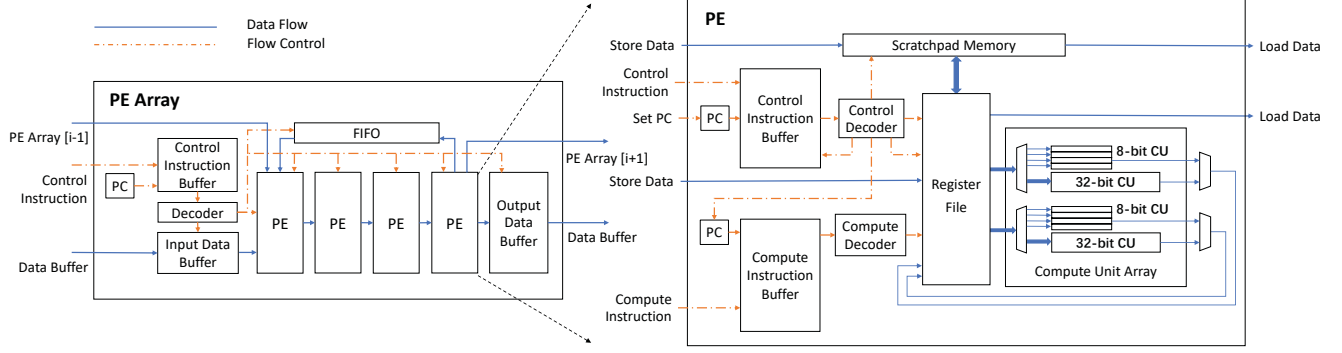 Data Flow
Flow Control
PE Array
PE Array [i-1]
Control
Instruction
Data Buffer
PC
Control
Instruction
Buffer
Decoder
Input Data
Buffer
FIFO
PE
PE
PE
PE
Output
Data
Buffer
PE Array [i+1]
Data Buffer
PE
Store Data
Control
Instruction
Set PC
Store Data
Compute
Instruction
PC
Control
Instruction
Buffer
Control
Decoder
Scratchpad Memory
PC
Compute
Instruction
Buffer
Compute
Decoder
Register
File
8-bit CU
32-bit CU
8-bit CU
32-bit CU
Compute Unit Array
Load Data
Load Data